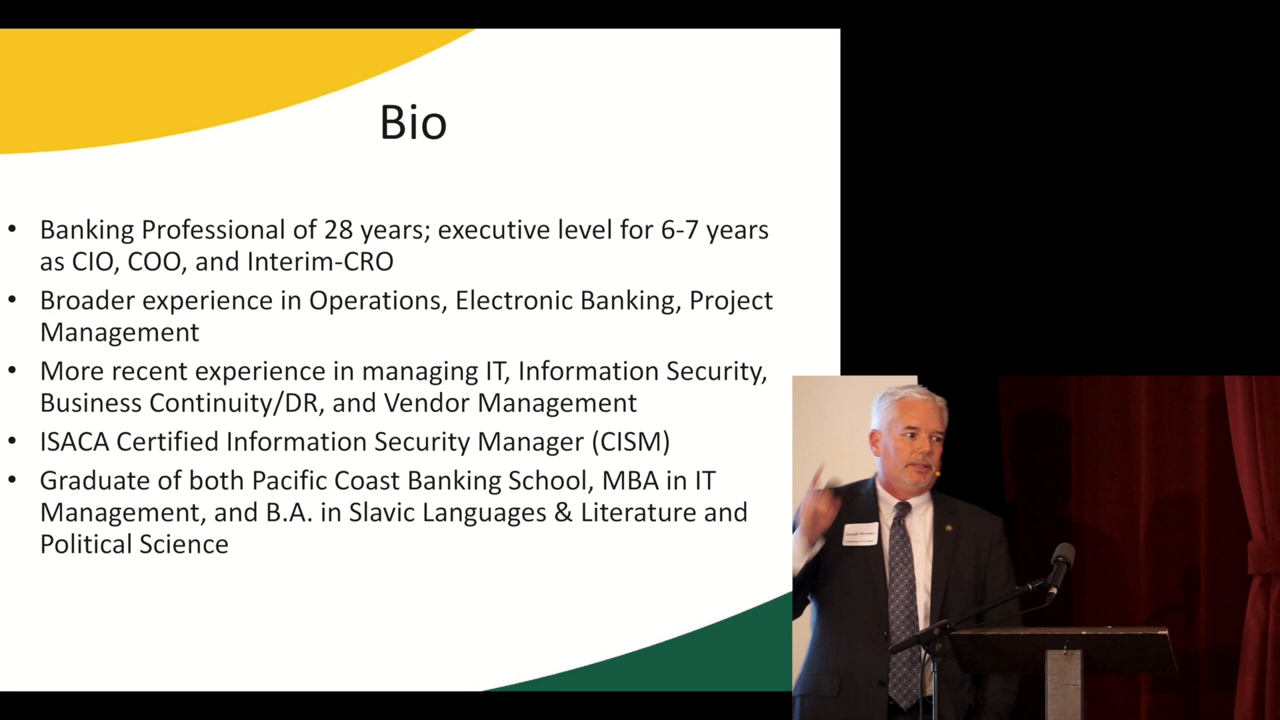 Bio
• Banking Professional of 28 years; executive level for 6-7 years
as CIO, COO, and Interim-CRO
• Broader experience in Operations, Electronic Banking, Project
Management
• More recent experience in managing IT, Information Security,
Business Continuity/DR, and Vendor Management
• ISACA Certified Information Security Manager (CISM)
• Graduate of both Pacific Coast Banking School, MBA in IT
Management, and B.A. in Slavic Languages & Literature and
Political Science